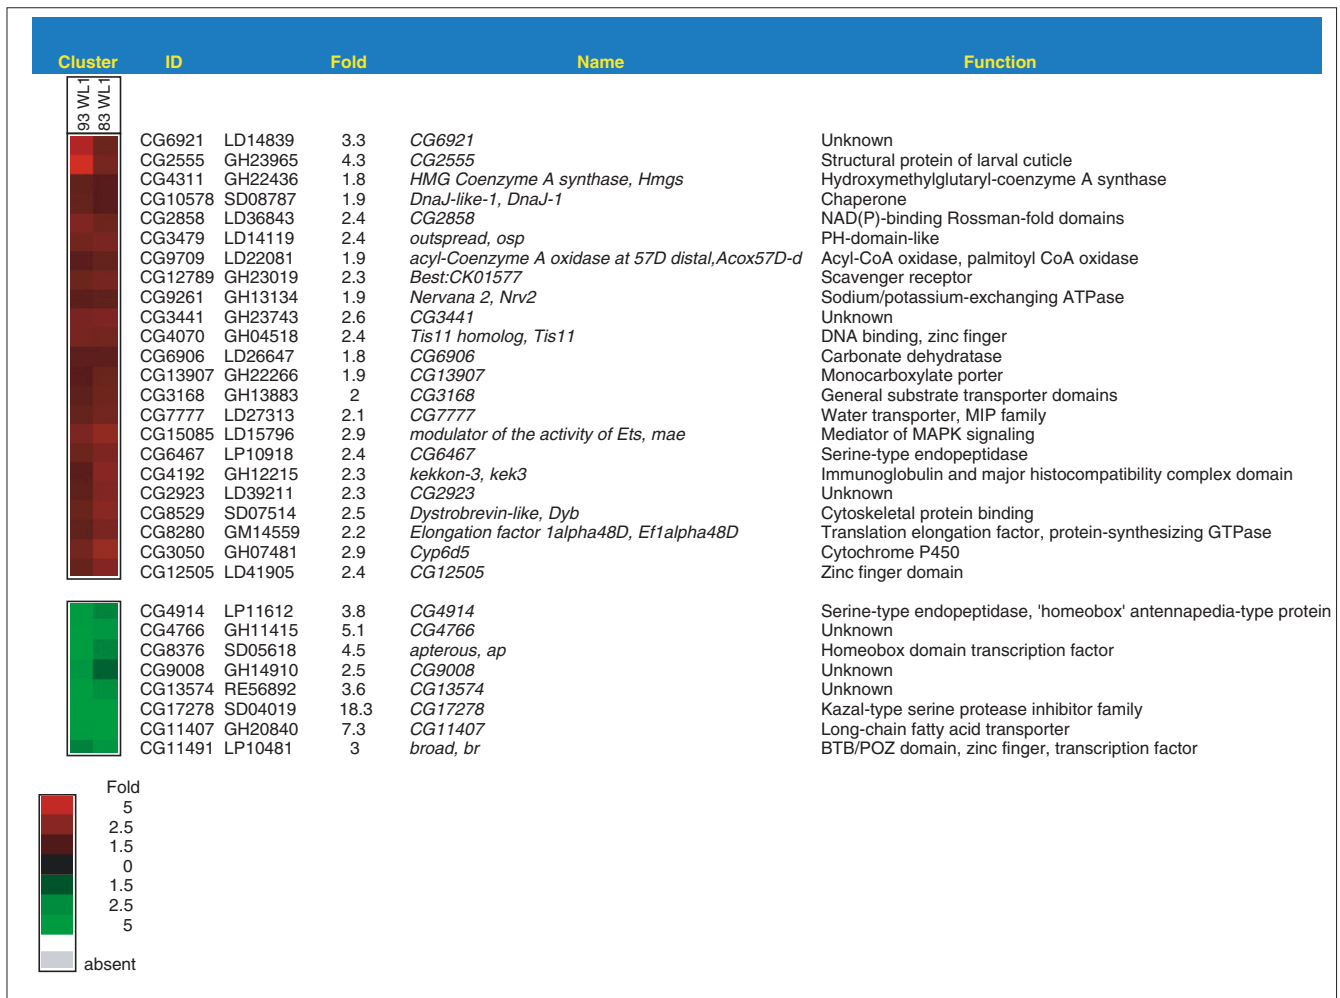 Cluster ID Fold Name Function
93 WL1
83 WL1
CG6921 LD14839 3.3 CG6921 Unknown
CG2555 GH23965 4.3 CG2555 Structural protein of larval cuticle
CG4311 GH22436 1.8 HMG Coenzyme A synthase, Hmgs Hydroxymethylglutaryl-coenzyme A synthase
CG10578 SD08787 1.9 DnaJ-like-1, DnaJ-1 Chaperone
CG2858 LD36843 2.4 CG2858 NAD(P)-binding Rossman-fold domains
CG3479 LD14119 2.4 outspread, osp PH-domain-like
CG9709 LD22081 1.9 acyl-Coenzyme A oxidase at 57D distal,Acox57D-d Acyl-CoA oxidase, palmitoyl CoA oxidase
CG12789 GH23019 2.3 Best:CK01577 Scavenger receptor
CG9261 GH13134 1.9 Nervana 2, Nrv2 Sodium/potassium-exchanging ATPase
CG3441 GH23743 2.6 CG3441 Unknown
CG4070 GH04518 2.4 Tis11 homolog, Tis11 DNA binding, zinc finger
CG6906 LD26647 1.8 CG6906 Carbonate dehydratase
CG13907 GH22266 1.9 CG13907 Monocarboxylate porter
CG3168 GH13883 2 CG3168 General substrate transporter domains
CG7777 LD27313 2.1 CG7777 Water transporter, MIP family
CG15085 LD15796 2.9 modulator of the activity of Ets, mae Mediator of MAPK signaling
CG6467 LP10918 2.4 CG6467 Serine-type endopeptidase
CG4192 GH12215 2.3 kekkon-3, kek3 Immunoglobulin and major histocompatibility complex domain
CG2923 LD39211 2.3 CG2923 Unknown
CG8529 SD07514 2.5 Dystrobrevin-like, Dyb Cytoskeletal protein binding
CG8280 GM14559 2.2 Elongation factor 1alpha48D, Ef1alpha48D Translation elongation factor, protein-synthesizing GTPase
CG3050 GH07481 2.9 Cyp6d5 Cytochrome P450
CG12505 LD41905 2.4 CG12505 Zinc finger domain
CG4914 LP11612 3.8 CG4914 Serine-type endopeptidase, 'homeobox' antennapedia-type protein
CG4766 GH11415 5.1 CG4766 Unknown
CG8376 SD05618 4.5 apterous, ap Homeobox domain transcription factor
CG9008 GH14910 2.5 CG9008 Unknown
CG13574 RE56892 3.6 CG13574 Unknown
CG17278 SD04019 18.3 CG17278 Kazal-type serine protease inhibitor family
CG11407 GH20840 7.3 CG11407 Long-chain fatty acid transporter
CG11491 LP10481 3 broad, br BTB/POZ domain, zinc finger, transcription factor
Fold
5
2.5
1.5
0
1.5
2.5
5
absent